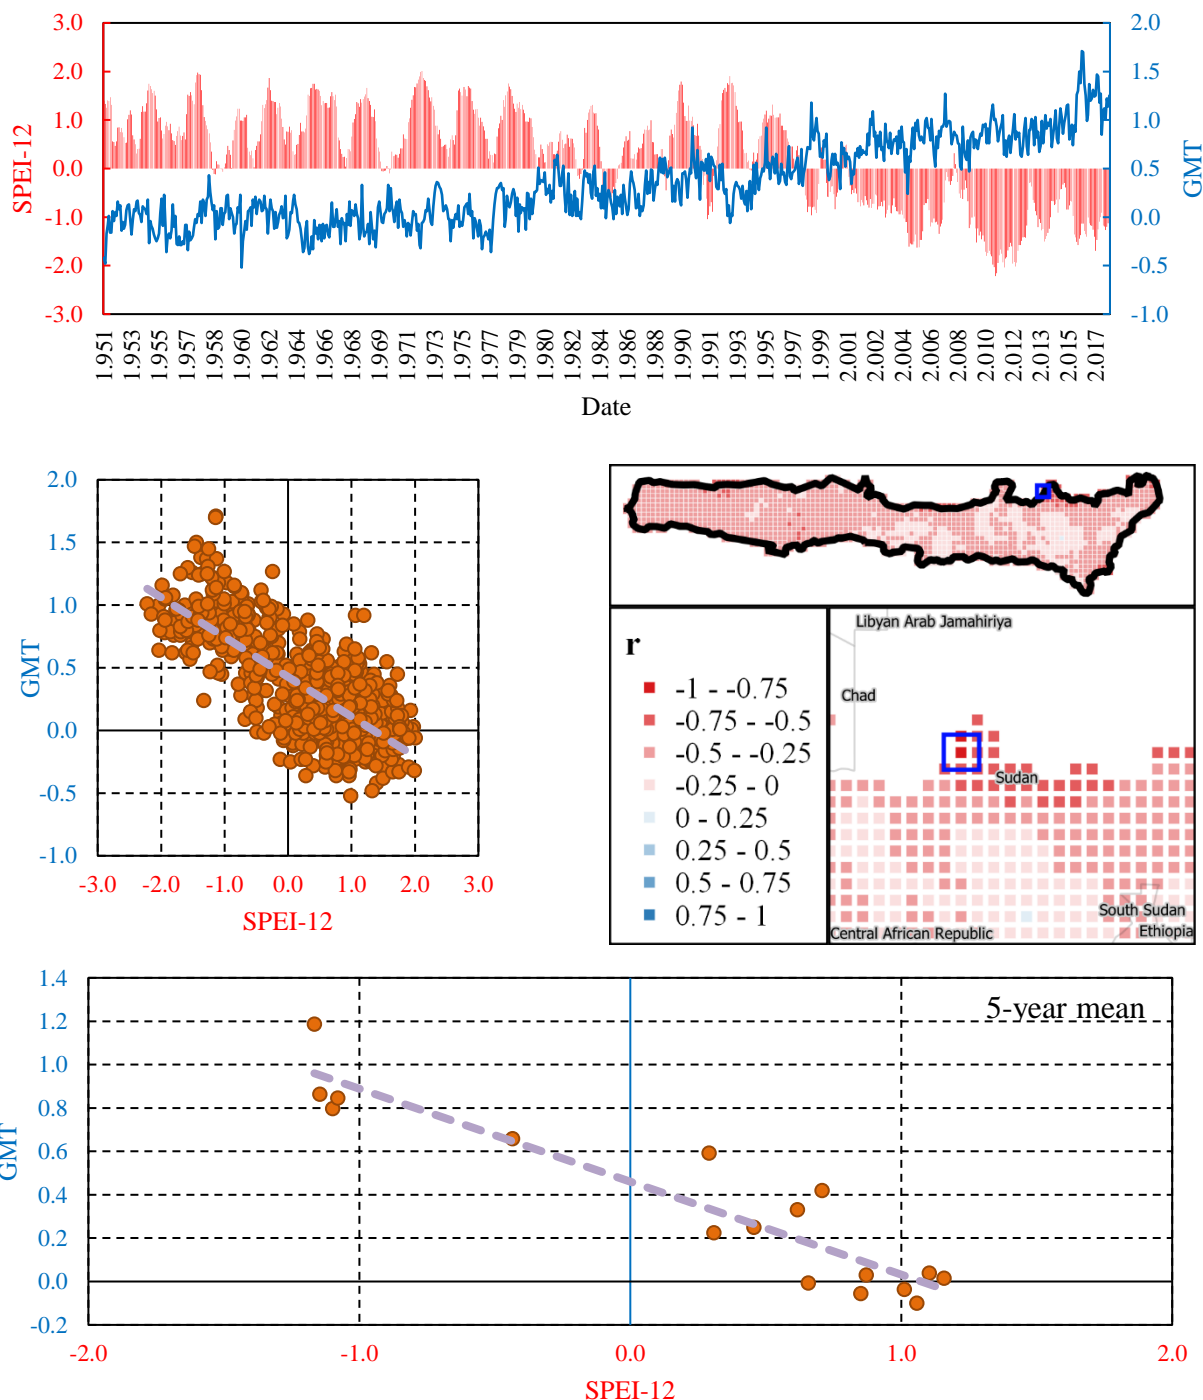 3.0
2.0
1.0
0.0
-1.0
-2.0
-3.0
SPEI-12
2.0
1.5
1.0
0.5
0.0
-0.5
-1.0
GMT
1.951
1.953
1.955
1.957
1.958
1.960
1.962
1.964
1.966
1.968
1.969
1.971
1.973
1.975
1.977
1.979
1.980
1.982
1.984
1.986
1.988
1.990
1.991
1.993
1.995
1.997
1.999
2.001
2.002
2.004
2.006
2.008
2.010
2.012
2.013
2.015
2.017
Date
2.0
1.5
1.0
0.5
0.0
-0.5
-1.0
GMT
-3.0 -2.0 -1.0 0.0 1.0 2.0 3.0
SPEI-12
r
-1 - -0.75
-0.75 - -0.5
-0.5 - -0.25
-0.25 - 0
0 - 0.25
0.25 - 0.5
0.5 - 0.75
0.75 - 1
Libyan Arab Jamahiriya
Chad
Sudan
South Sudan
Central African Republic
Ethiopia
1.4
1.2
1.0
0.8
0.6
0.4
0.2
0.0
-0.2
GMT
5-year mean
-2.0 -1.0 0.0 1.0 2.0
SPEI-12